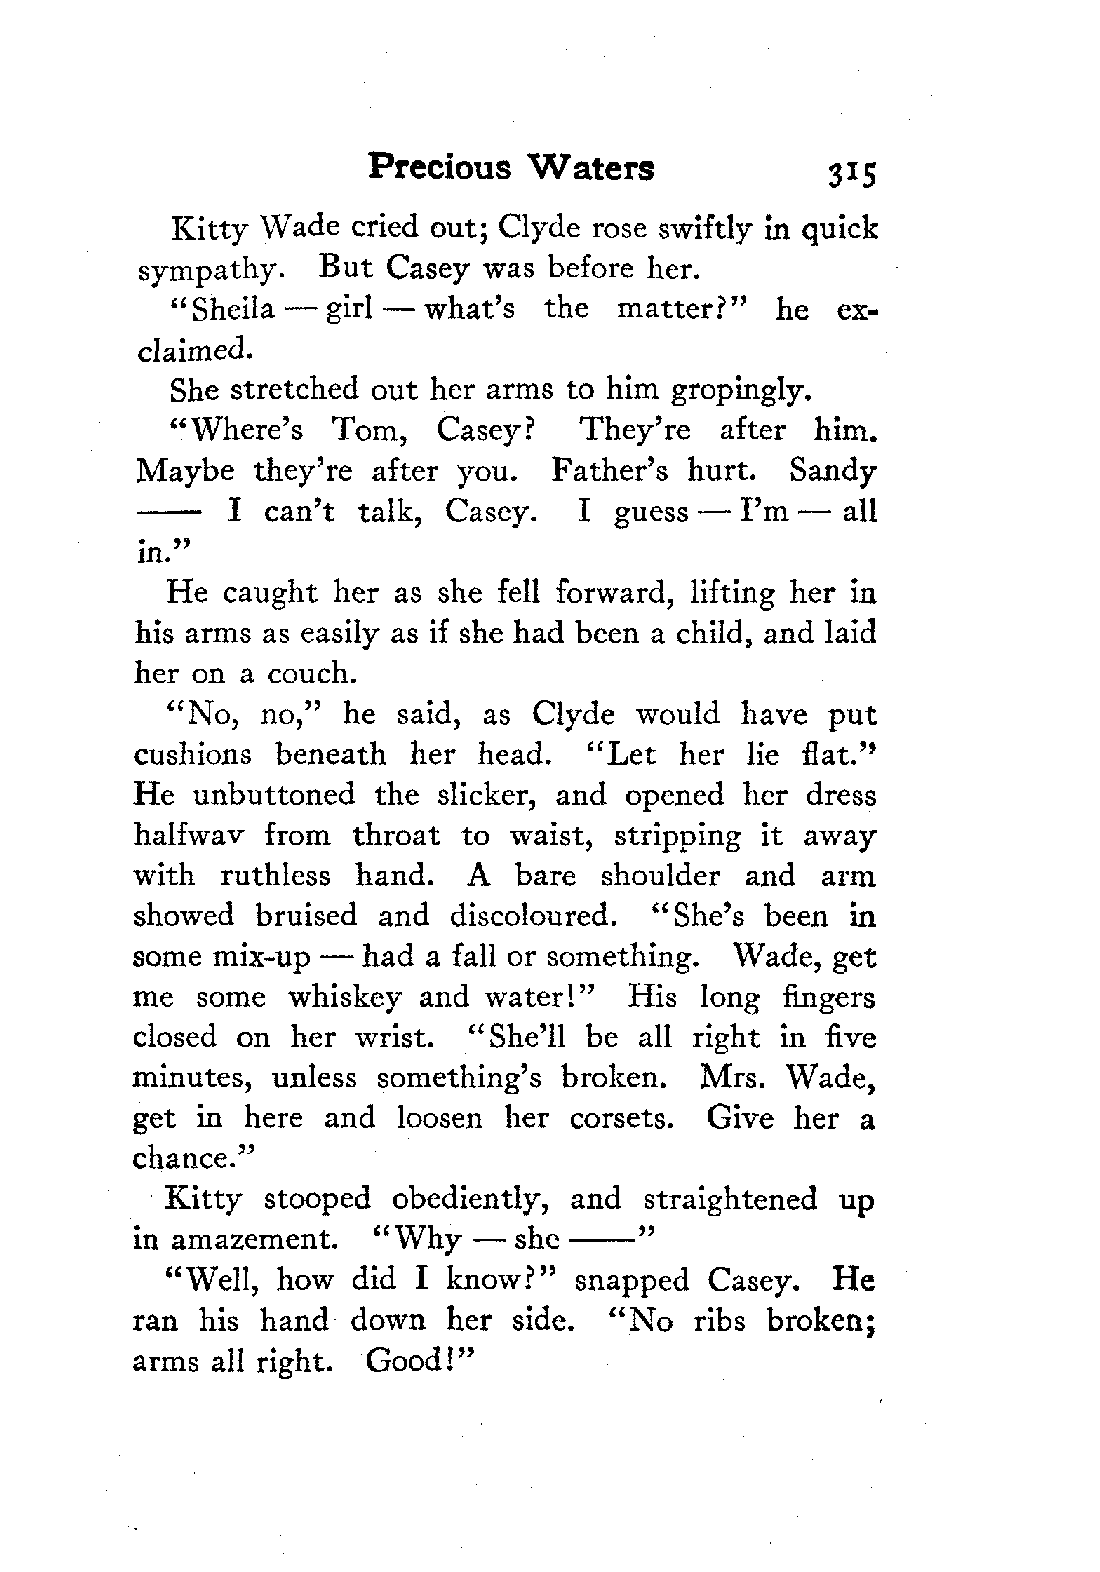 Precious Waters 315
Kitty Wade cried out; Clyde rose swiftly in quick
sympathy. But Casey was before her.
"Sheila — girl — what's the matter?" he ex-
claimed.
She stretched out her arms to him gropingly.
"Where's Tom, Casey? They're after him.
Maybe they're after you. Father's hurt. Sandy
—— I can't talk, Casey. I guess — I'm — all
in."
He caught her as she fell forward, lifting her in
his arms as easily as if she had been a child, and laid
her on a couch.
"No, no," he said, as Clyde would have put
cushions beneath her head. "Let her lie flat."
He unbuttoned the slicker, and opened her dress
halfway from throat to waist, stripping it away
with ruthless hand. A bare shoulder and arm
showed bruised and discoloured. "She's been in
some mix-up — had a fall or something. Wade, get
me some whiskey and water!" His long fingers
closed on her wrist. "She'll be all right in five
minutes, unless something's broken. Mrs. Wade,
get in here and loosen her corsets. Give her a
chance."
Kitty stooped obediently, and straightened up
in amazement. "Why — she ——"
"Well, how did I know?" snapped Casey. He
ran his hand down her side. "No ribs broken;
arms all right. Good!"